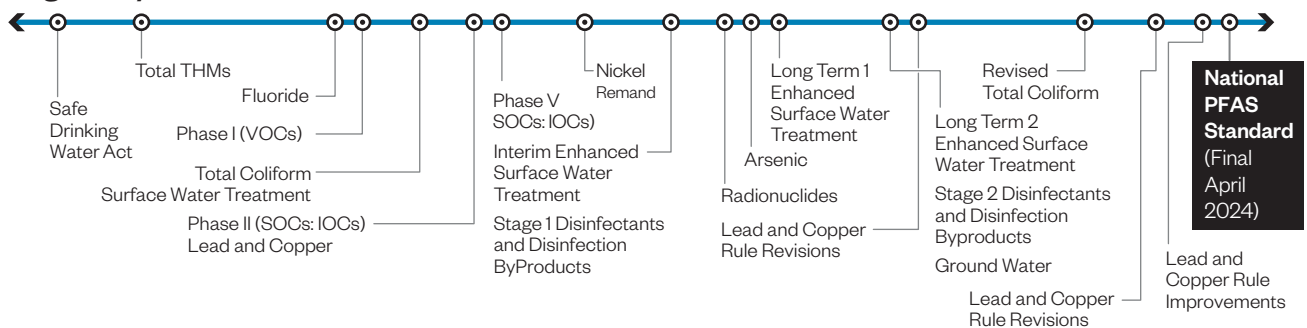 Safe
Drinking
Water Act
Total THMs
Fluoride
Phase I (VOCs)
Total Coliform
Surface Water Treatment
Phase II (SOCs: IOCs)
Lead and Copper
Phase V
SOCs: IOCs)
Interim Enhanced
Surface Water
Treatment
Stage 1 Disinfectants
and Disinfection
ByProducts
Nickel
Remand
Radionuclides
Arsenic
Long Term 1
Enhanced
Surface Water
Treatment
Lead and Copper
Rule Revisions
Long Term 2
Enhanced Surface
Water Treatment
Stage 2 Disinfectants
and Disinfection
Byproducts
Ground Water
Revised
Total Coliform
Lead and Copper
Rule Revisions
Lead and
Copper Rule
Improvements
National
PFAS
Standard
(Final
April
2024)